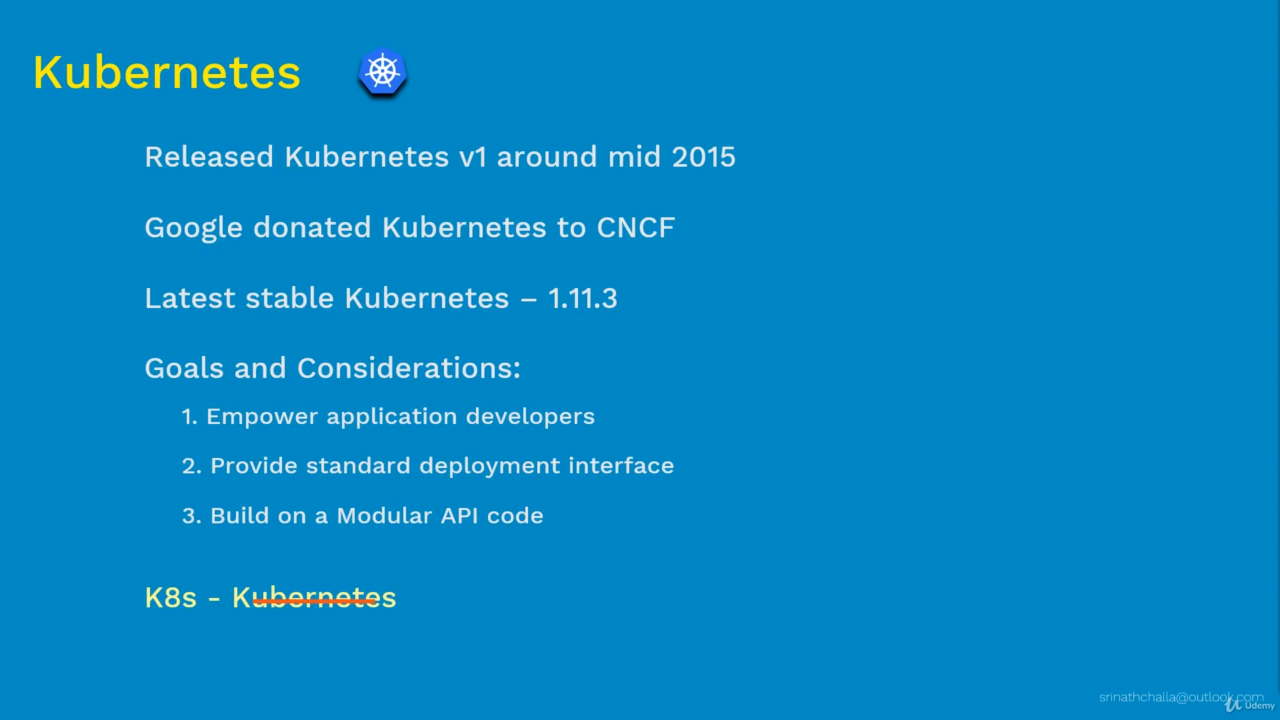 Kubernetes
Released Kubernetes v1 around mid 2015
Google donated Kubernetes to CNCF
Latest stable Kubernetes – 1.11.3
Goals and Considerations:
1. Empower application developers
2. Provide standard deployment interface
3. Build on a Modular API code
K8s - Kubernetes
srinathchalla@outlook.com
Udemy